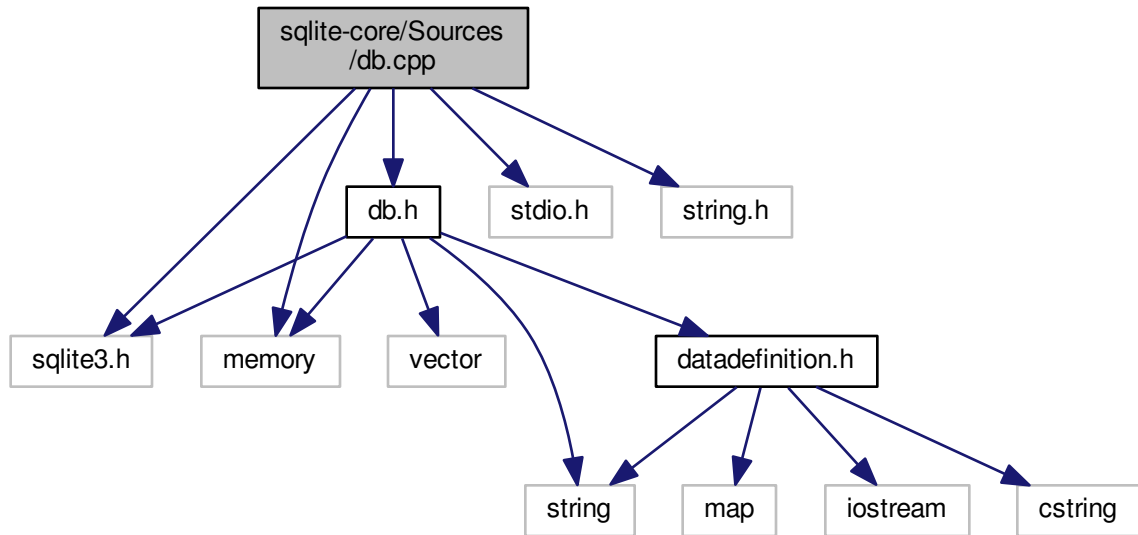 sqlite-core/Sources
/db.cpp
db.h
stdio.h
string.h
sqlite3.h
memory
vector
datadefinition.h
string
map
iostream
cstring